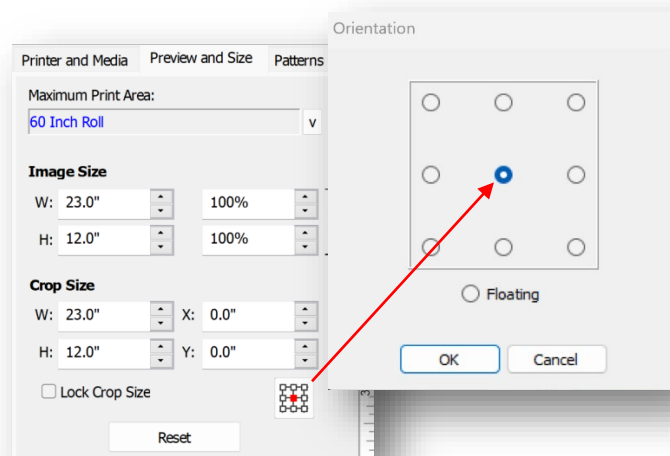 Orientation
Printer and Media Preview and Size Patterns
Maximum Print Area:
60 Inch Roll v
Image Size
W: 23.0" 100%
H: 12.0" 100%
Crop Size
W: 23.0" X: 0.0"
H: 12.0" Y: 0.0"
Lock Crop Size
Reset
Floating
OK Cancel